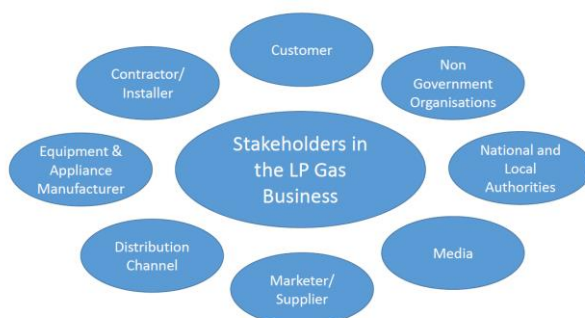 Customer
Non
Government
Organisations
National and
Local
Authorities
Media
Marketer/
Supplier
Distribution
Channel
Equipment &
Appliance
Manufacturer
Contractor/
Installer
Stakeholders in
the LP Gas
Business